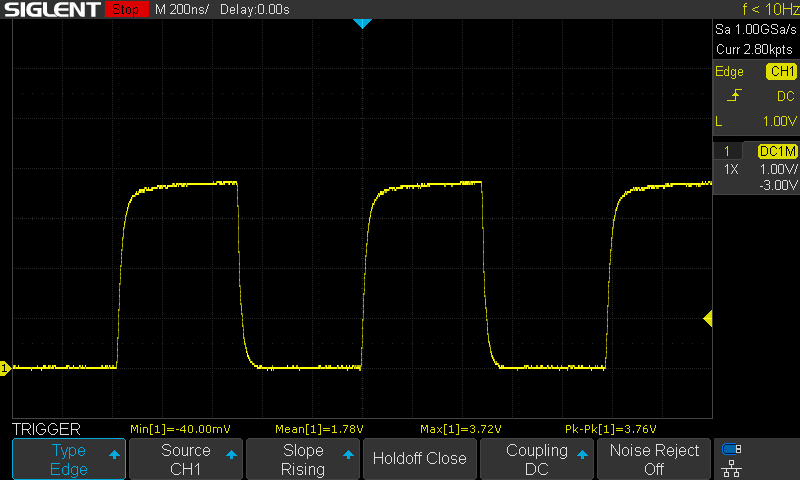 SIGLENT Stop M 200ns/ Delay:0.00s f < 10Hz
Sa 1.00GSa/s
Curr 2.80kpts
Edge CH1
DC
L 1.00V
1 DC1M
1X 1.00V/
-3.00V
1
TRIGGER Min[1]=-40.00mV Mean[1]=1.78V Max[1]=3.72V Pk-Pk[1]=3.76V
Type Source Slope Holdoff Close Coupling Noise Reject
Edge CH1 Rising DC Off